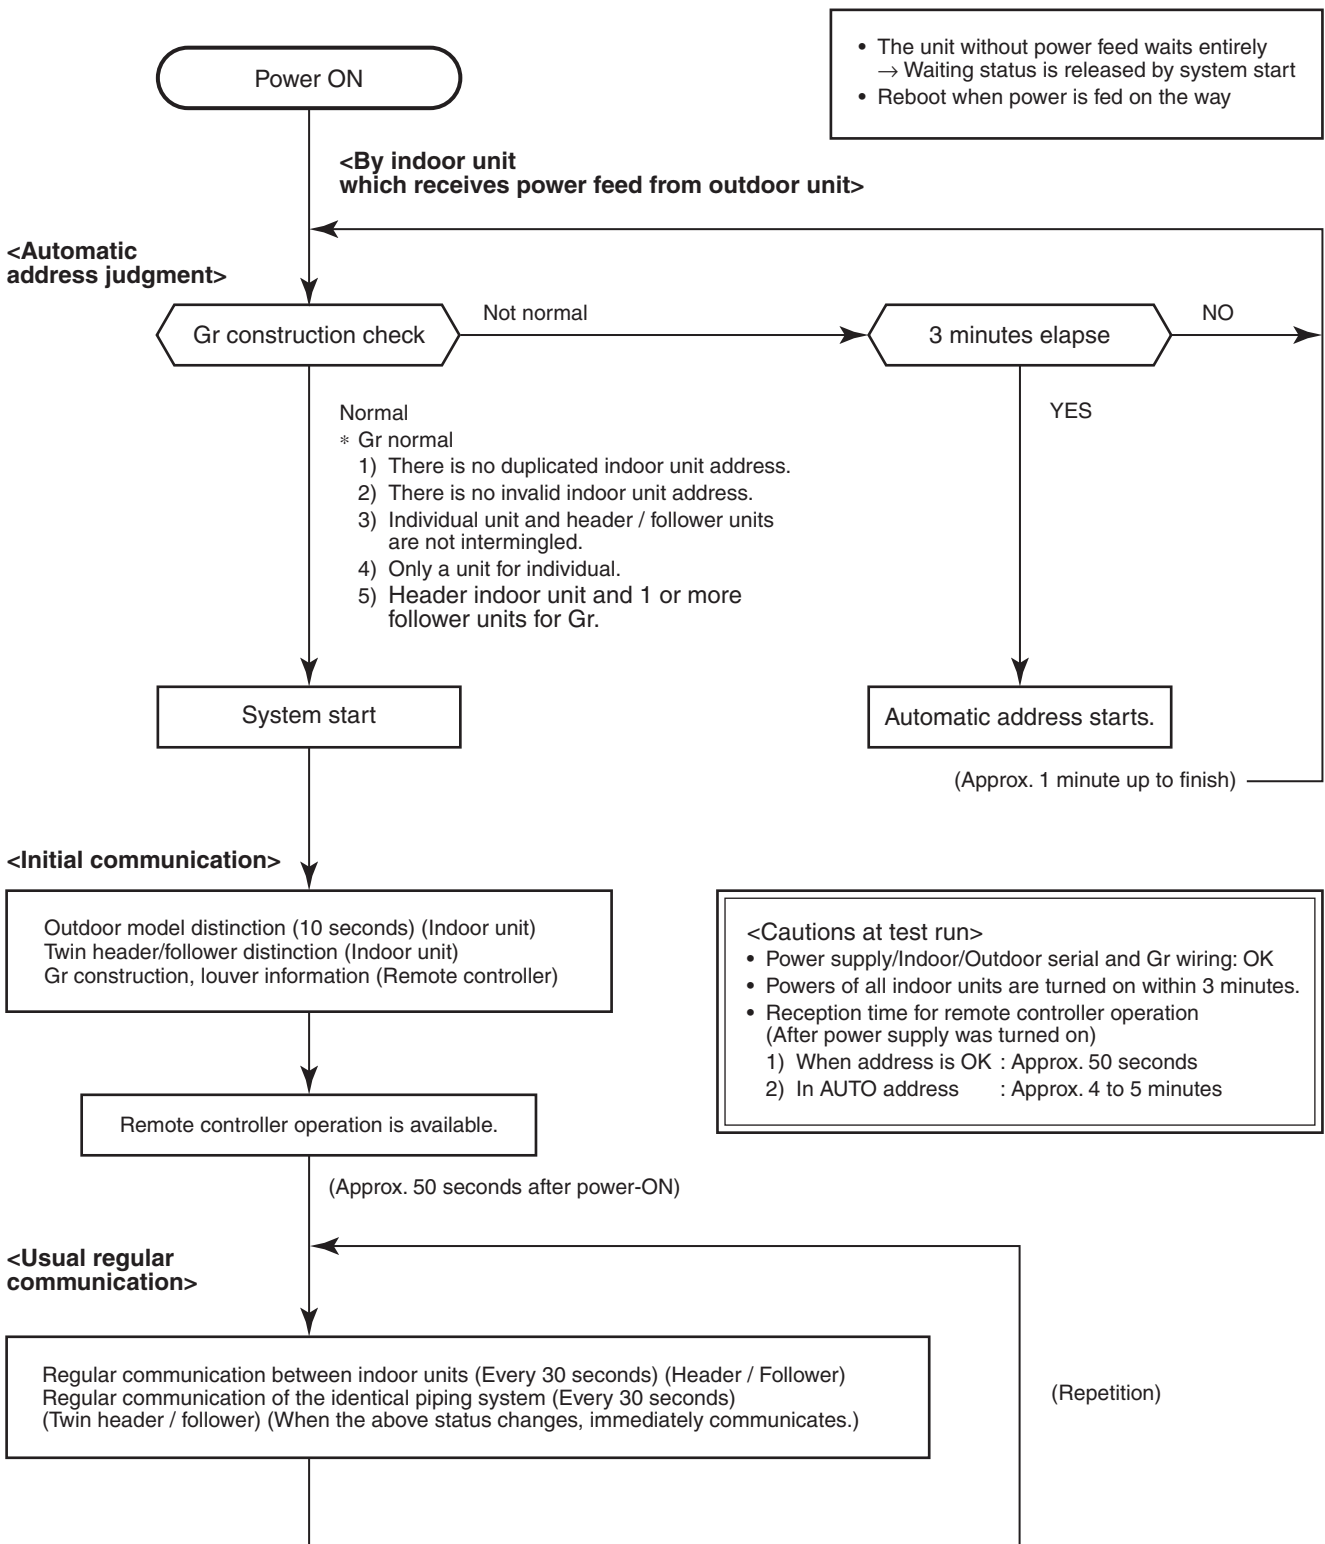 Power ON
• The unit without power feed waits entirely
→ Waiting status is released by system start
• Reboot when power is fed on the way
<By indoor unit
which receives power feed from outdoor unit>
<Automatic
address judgment>
Gr construction check
Not normal
3 minutes elapse
NO
Normal
* Gr normal
1) There is no duplicated indoor unit address.
2) There is no invalid indoor unit address.
3) Individual unit and header / follower units
are not intermingled.
4) Only a unit for individual.
5) Header indoor unit and 1 or more
follower units for Gr.
YES
System start
Automatic address starts.
(Approx. 1 minute up to finish)
<Initial communication>
Outdoor model distinction (10 seconds) (Indoor unit)
Twin header/follower distinction (Indoor unit)
Gr construction, louver information (Remote controller)
<Cautions at test run>
• Power supply/Indoor/Outdoor serial and Gr wiring: OK
• Powers of all indoor units are turned on within 3 minutes.
• Reception time for remote controller operation
(After power supply was turned on)
1) When address is OK : Approx. 50 seconds
2) In AUTO address : Approx. 4 to 5 minutes
Remote controller operation is available.
(Approx. 50 seconds after power-ON)
<Usual regular
communication>
Regular communication between indoor units (Every 30 seconds) (Header / Follower)
Regular communication of the identical piping system (Every 30 seconds)
(Twin header / follower) (When the above status changes, immediately communicates.)
(Repetition)